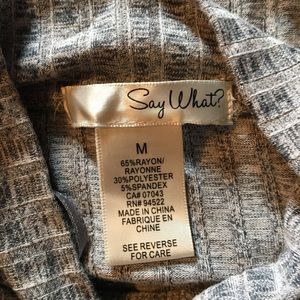 Say What?
M
65%RAYON/
RAYONNE
30%POLYESTER
5%SPANDEX
CA# 07043
RN# 94522
MADE IN CHINA
FABRIQUE EN
CHINE
SEE REVERSE
FOR CARE